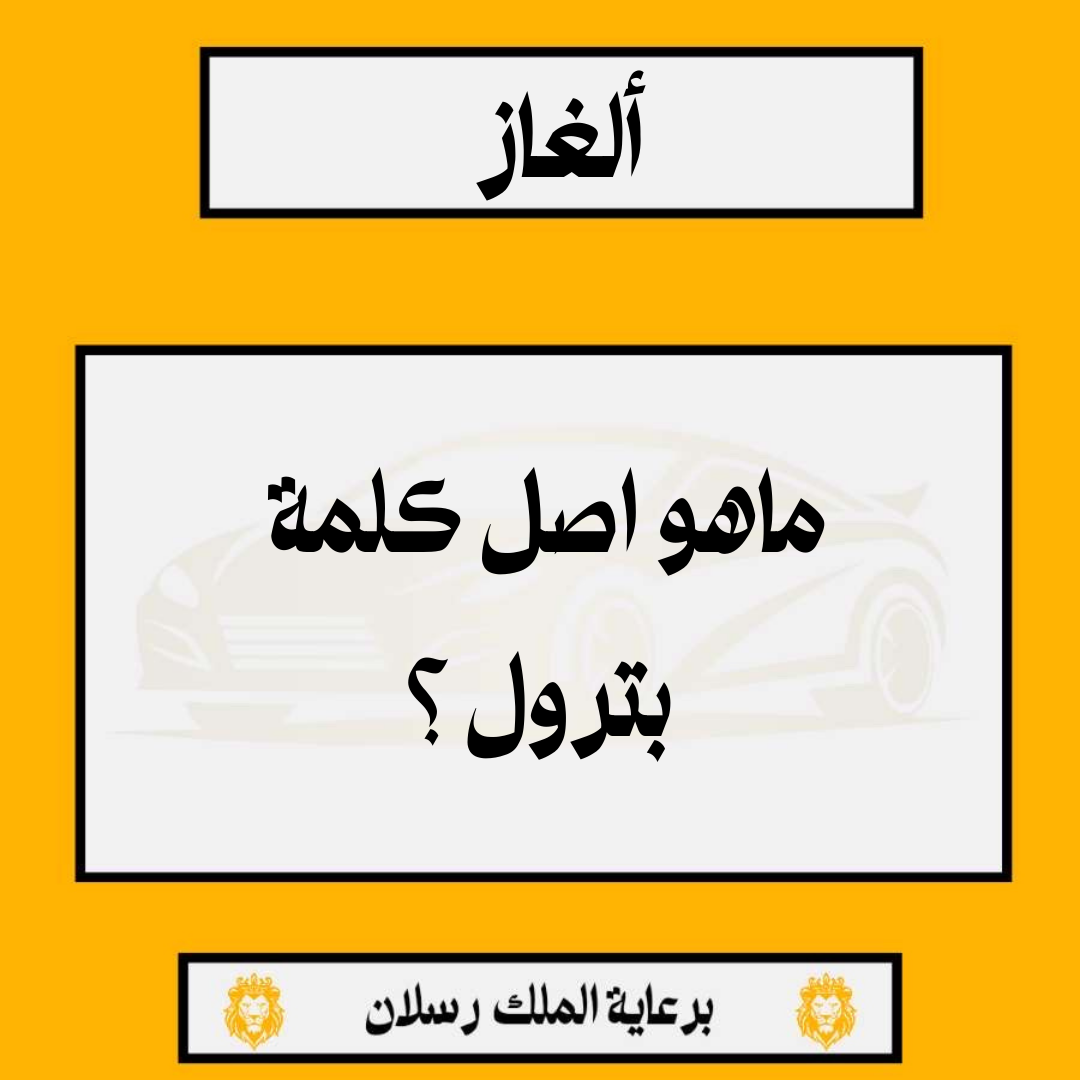 ألغاز
ماهو اصل كلمة
بترول ؟
برعاية الملك رسلان